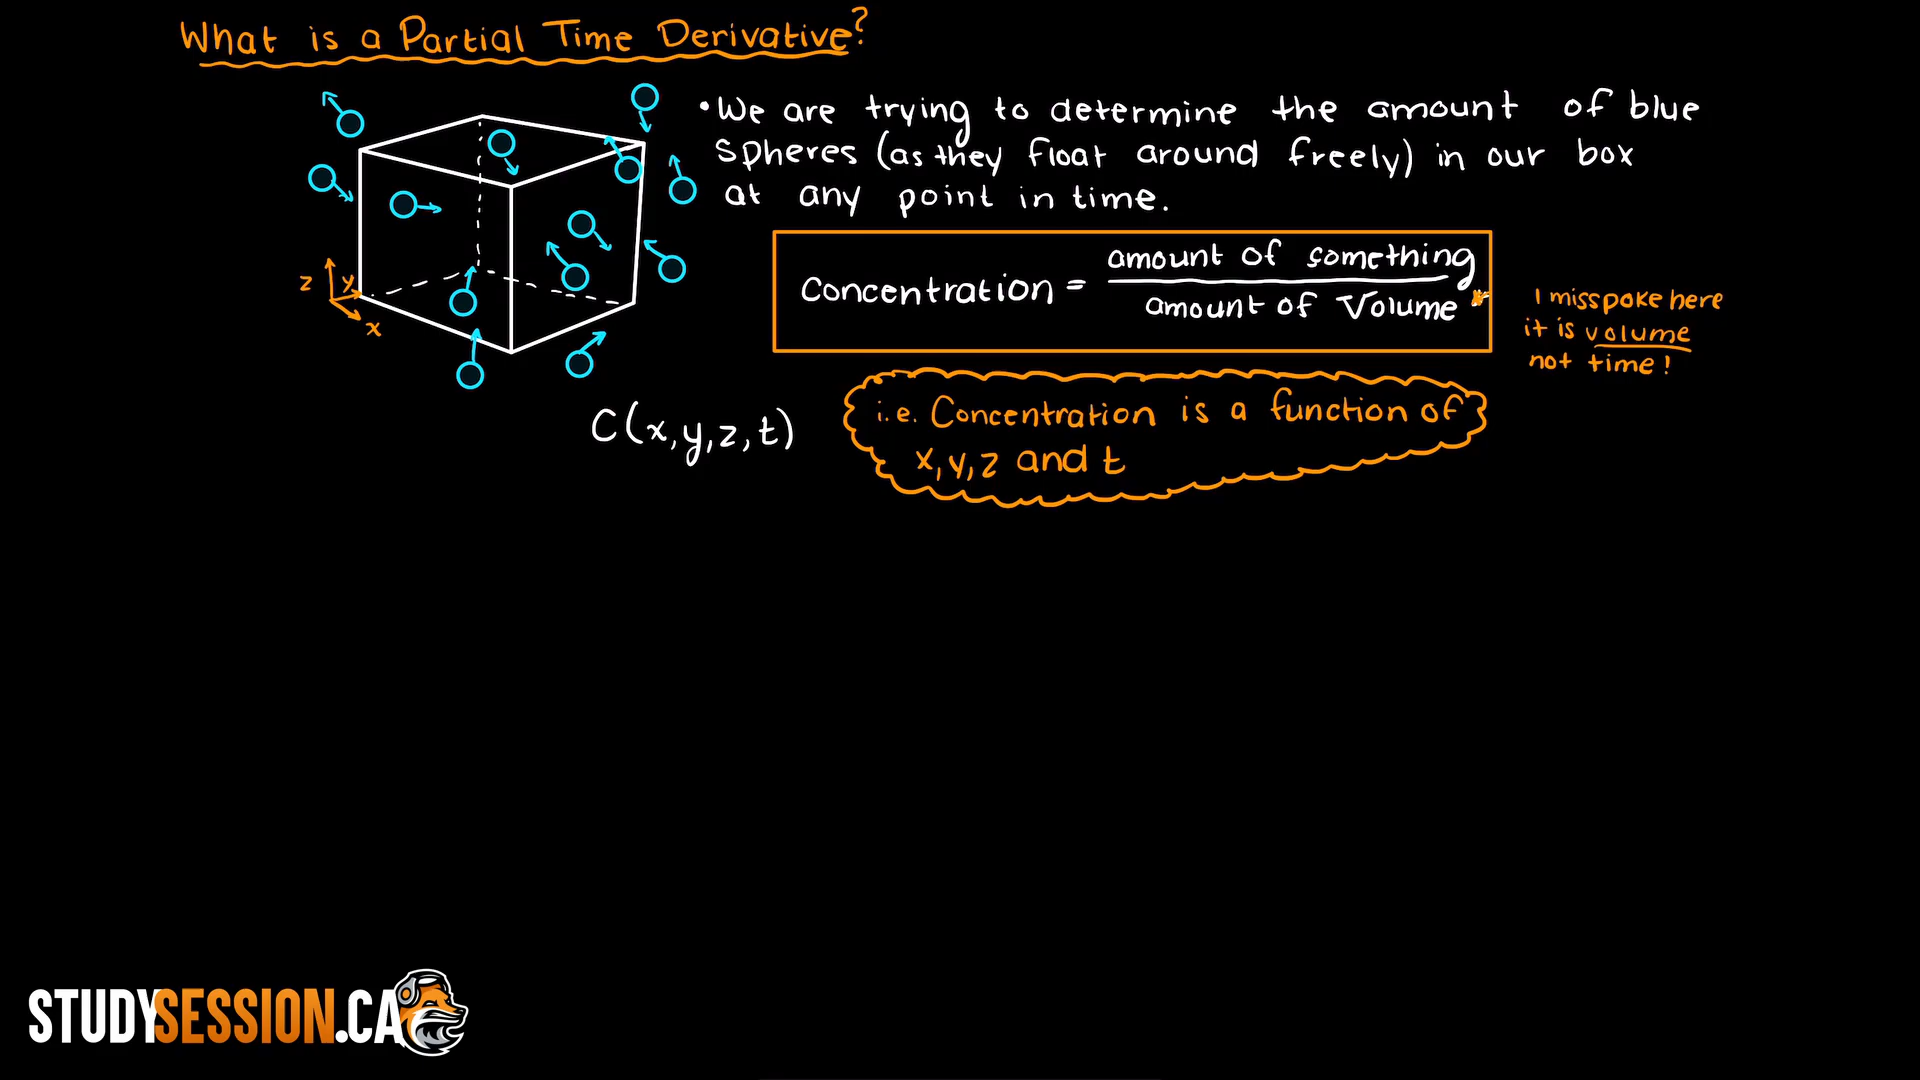 What is a Partial Time Derivative?
• We are trying to determine the amount of blue
spheres (as they float around freely) in our box
at any point in time.
Concentration = amount of something
amount of Volume *
I misspoke here
it is volume
not time!
z
y
x
C(x,y,z,t)
i.e. Concentration is a function of
x,y,z and t
STUDYSESSION.CA